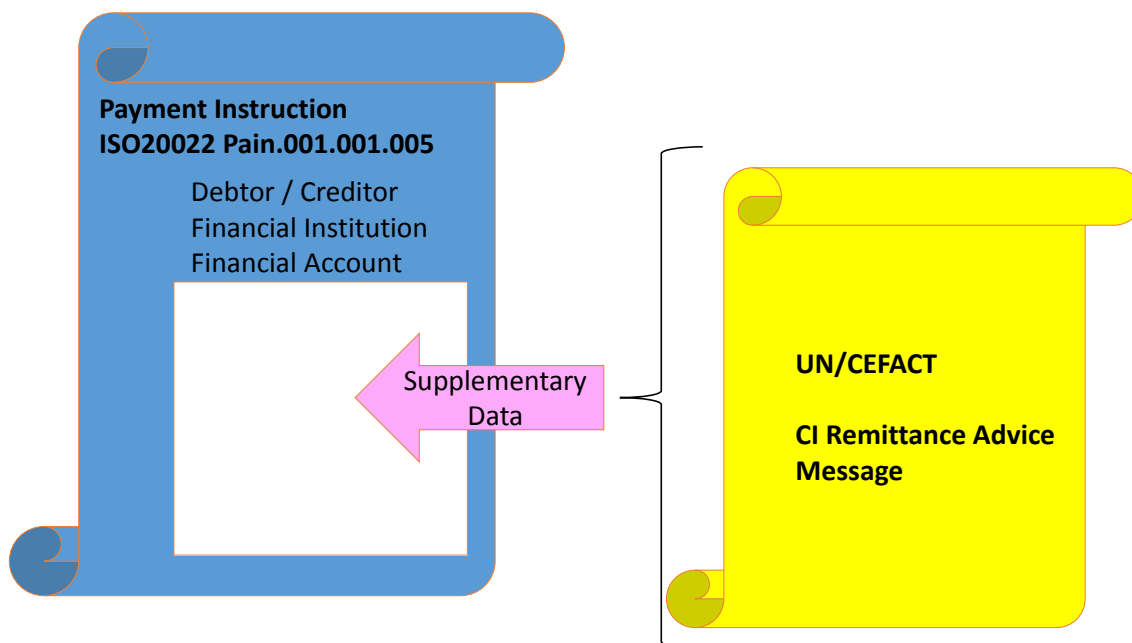 Payment Instruction
ISO20022 Pain.001.001.005
Debtor / Creditor
Financial Institution
Financial Account
Supplementary
Data
UN/CEFACT
CI Remittance Advice
Message